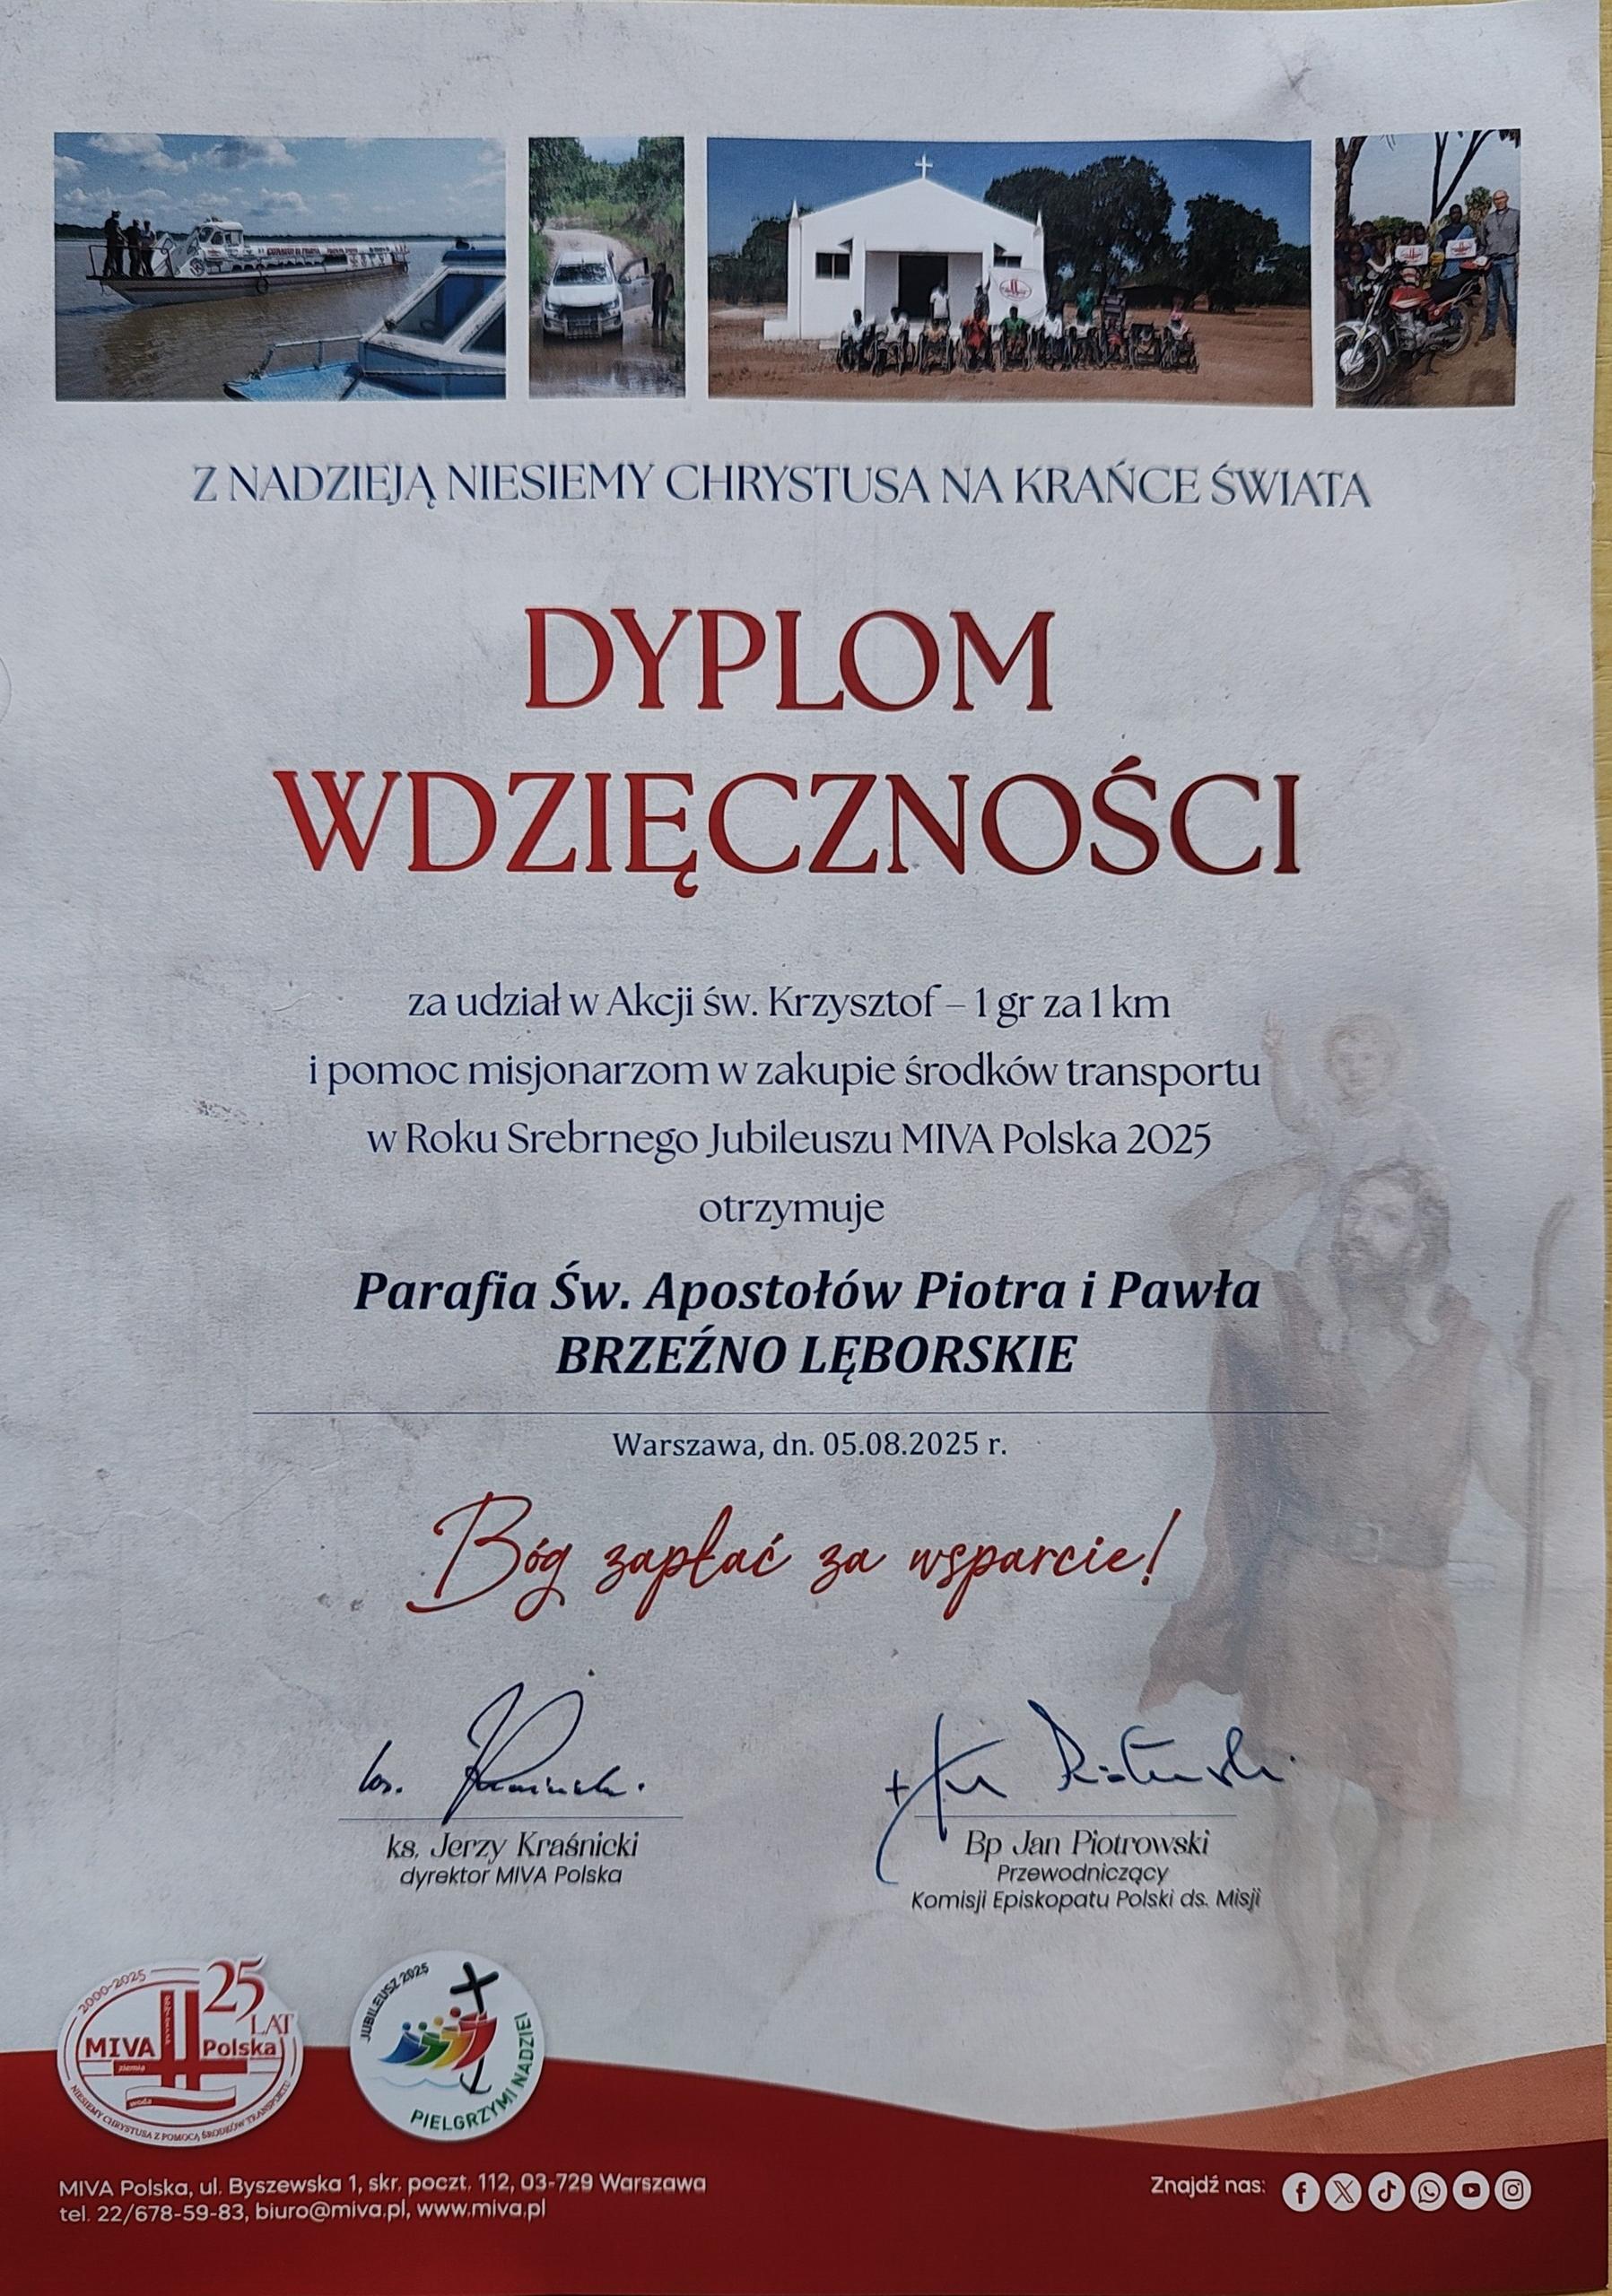 Z NADZIEJĄ NIESIEMY CHRYSTUSA NA KRAŃCE ŚWIATA
DYPLOM
WDZIĘCZNOŚCI
za udział w Akcji św. Krzysztof – 1 gr za 1 km
i pomoc misjonarzom w zakupie środków transportu
w Roku Srebrnego Jubileuszu MIVA Polska 2025
otrzymuje
Parafia Św. Apostołów Piotra i Pawła
BRZEŹNO LĘBORSKIE
Warszawa, dn. 05.08.2025 r.
Bóg zapłać za wsparcie!
ks. Jerzy Kraśnicki
dyrektor MIVA Polska
Bp Jan Piotrowski
Przewodniczący
Komisji Episkopatu Polski ds. Misji
2000-2025
25
LAT
MIVA Polska
ziemia
woda
NIESIEMY CHRYSTUSA Z POMOCĄ ŚRODKÓW TRANSPORTU
JUBILEUSZ 2025
PIELGRZYMI NADZIEI
MIVA Polska, ul. Byszewska 1, skr. poczt. 112, 03-729 Warszawa
tel. 22/678-59-83, biuro@miva.pl, www.miva.pl
Znajdź nas: